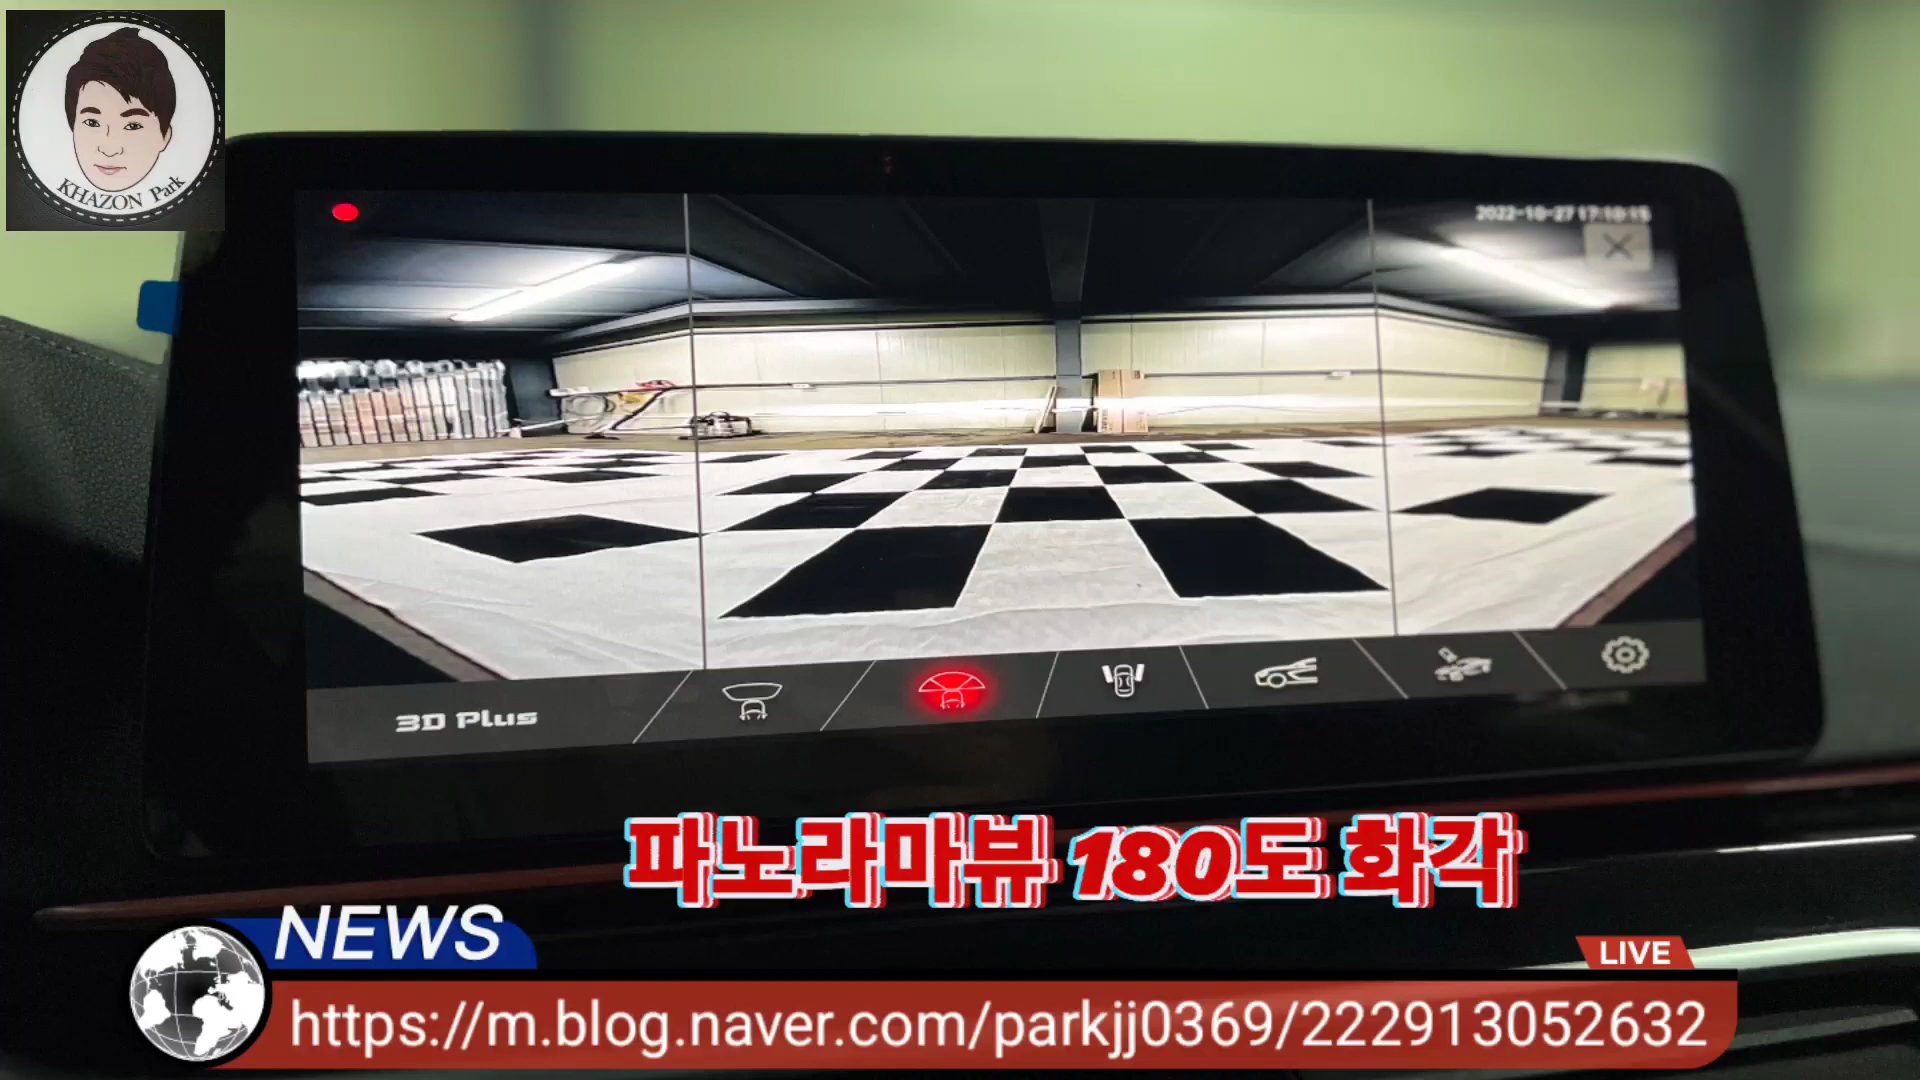 KHAZON Park
2022-10-27 17:10:15
3D Plus
파노라마뷰 180도 화각
NEWS
LIVE
https://m.blog.naver.com/parkjj0369/222913052632